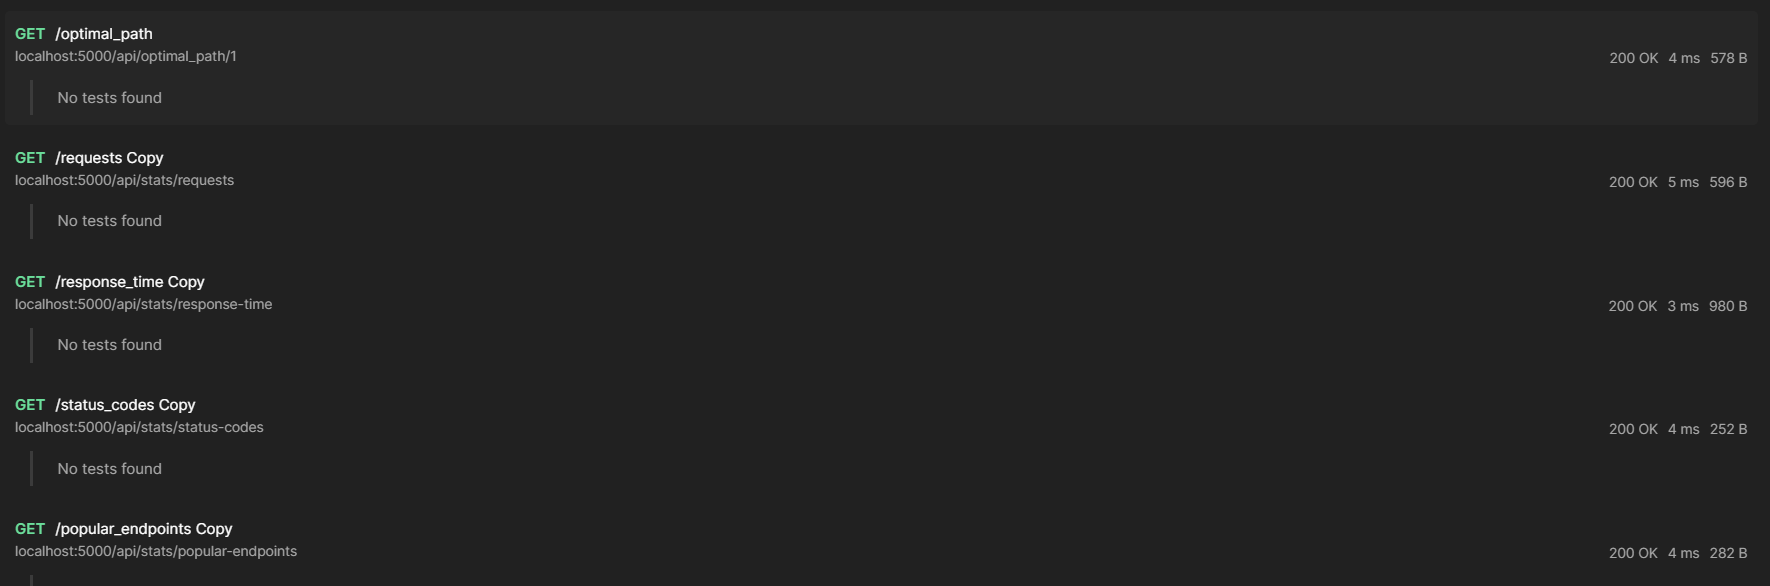 GET /optimal_path
localhost:5000/api/optimal_path/1
200 OK 4 ms 578 B
No tests found
GET /requests Copy
localhost:5000/api/stats/requests
200 OK 5 ms 596 B
No tests found
GET /response_time Copy
localhost:5000/api/stats/response-time
200 OK 3 ms 980 B
No tests found
GET /status_codes Copy
localhost:5000/api/stats/status-codes
200 OK 4 ms 252 B
No tests found
GET /popular_endpoints Copy
localhost:5000/api/stats/popular-endpoints
200 OK 4 ms 282 B